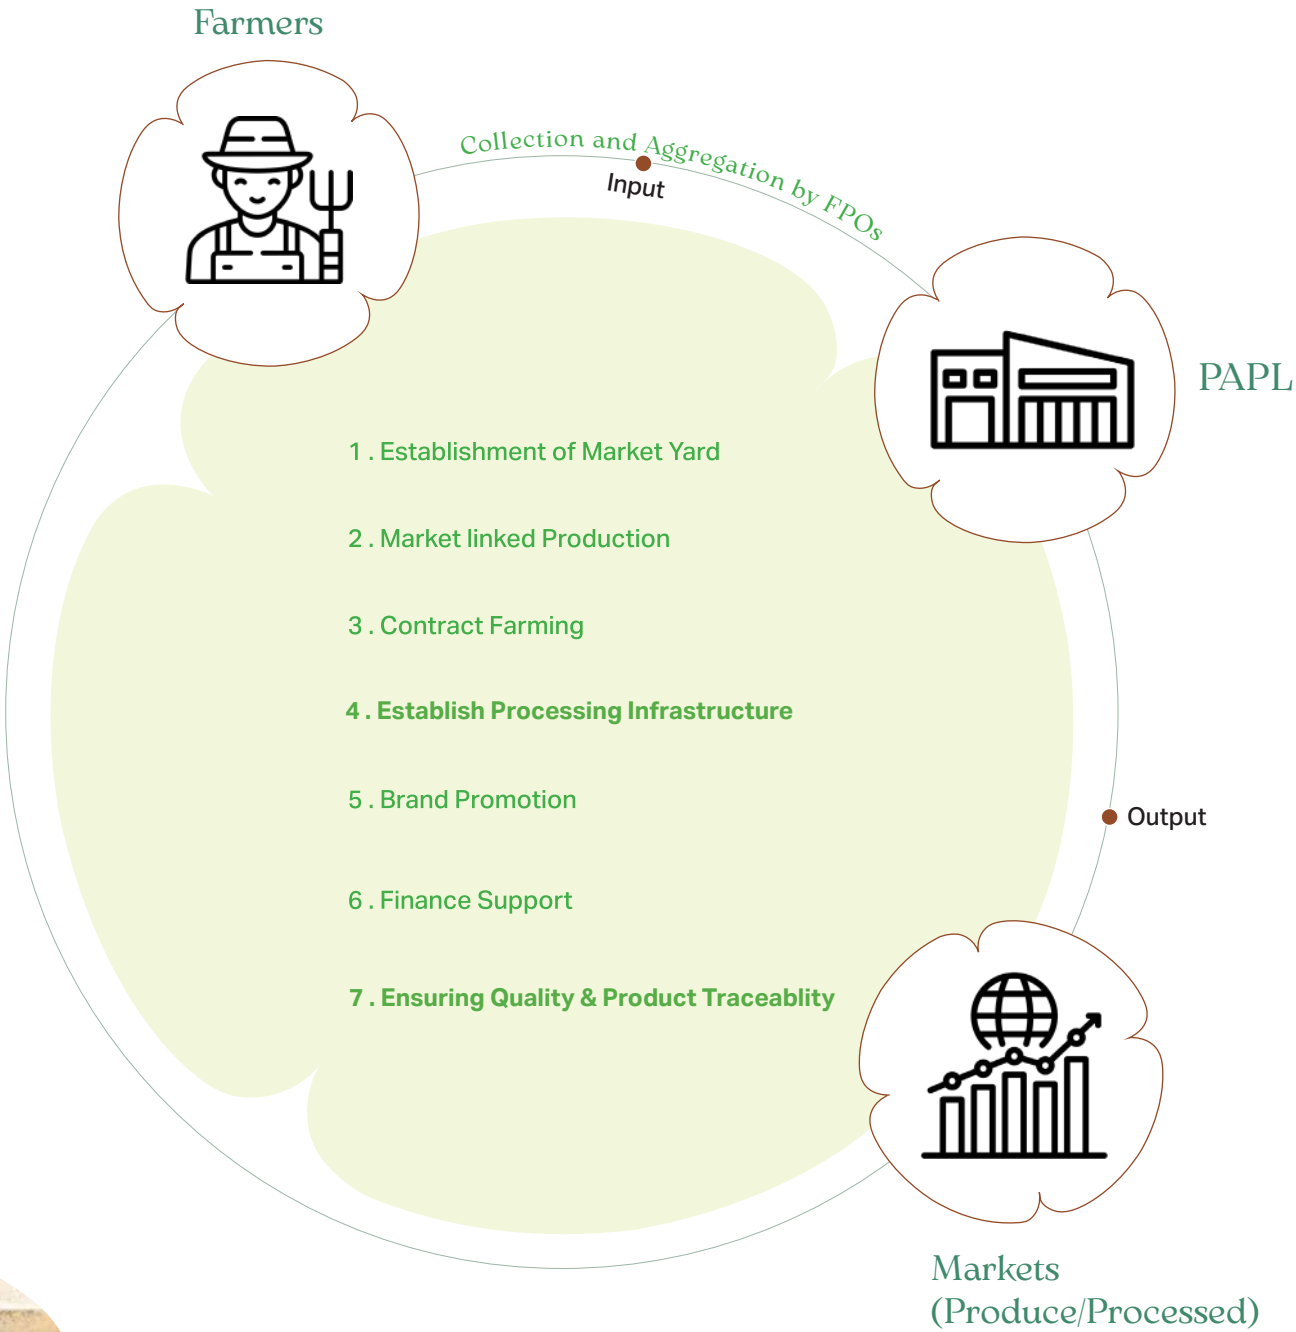 Farmers
Collection and Aggregation by FPOs
Input
PAPL
1 . Establishment of Market Yard
2 . Market linked Production
3 . Contract Farming
4 . Establish Processing Infrastructure
5 . Brand Promotion
Output
6 . Finance Support
7 . Ensuring Quality & Product Traceablity
Markets
(Produce/Processed)